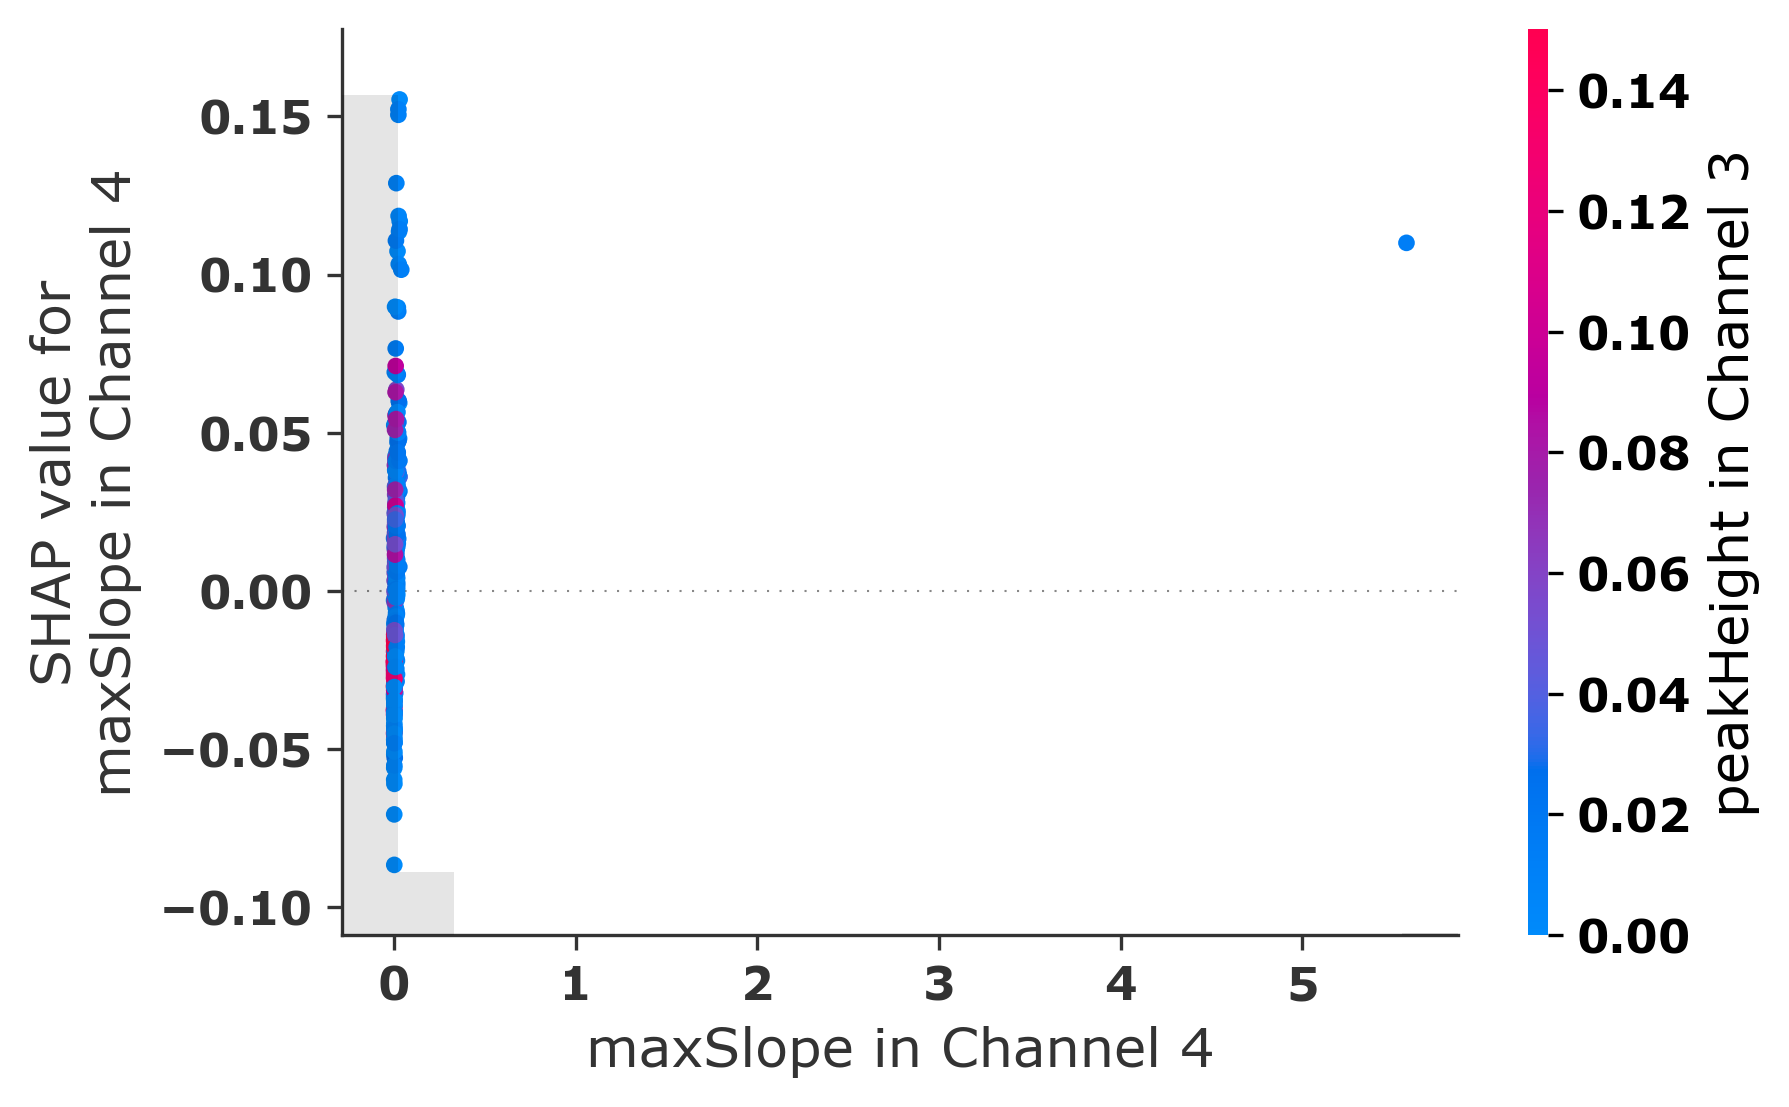 SHAP value for
maxSlope in Channel 4
0.15
0.10
0.05
0.00
−0.05
−0.10
0 1 2 3 4 5
maxSlope in Channel 4
0.14
0.12
0.10
0.08
0.06
0.04
0.02
0.00
peakHeight in Channel 3